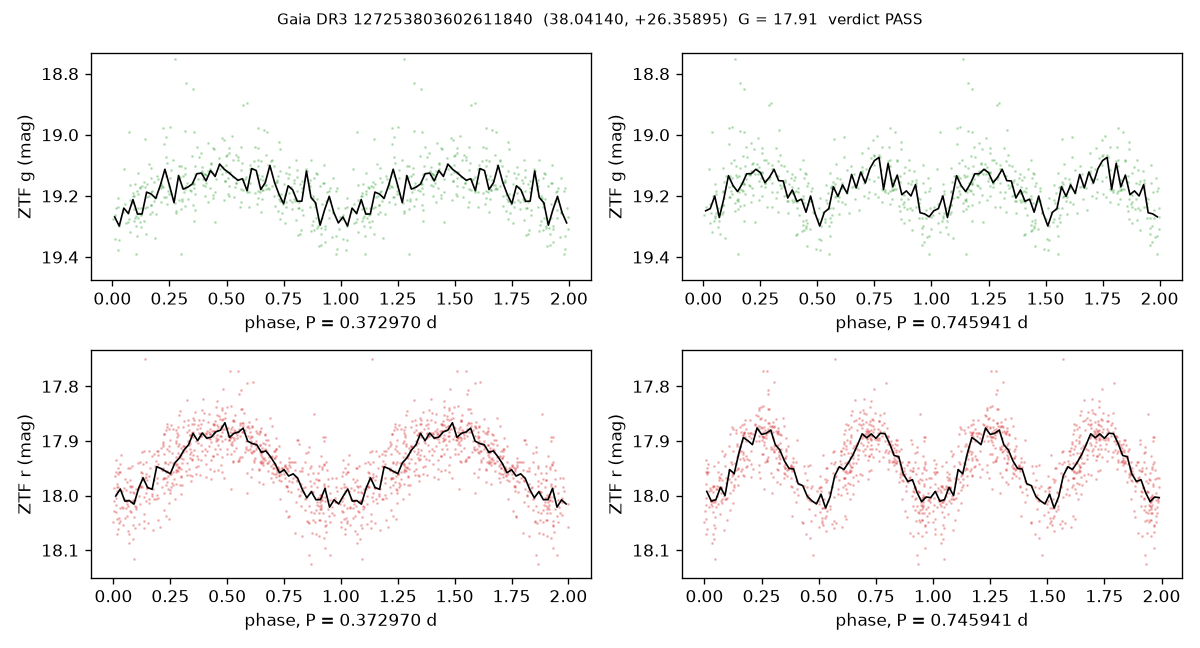 Gaia DR3 127253803602611840 (38.04140, +26.35895) G = 17.91 verdict PASS
ZTF g (mag)
18.8
19.0
19.2
19.4
0.00 0.25 0.50 0.75 1.00 1.25 1.50 1.75 2.00
phase, P = 0.372970 d
ZTF g (mag)
18.8
19.0
19.2
19.4
0.00 0.25 0.50 0.75 1.00 1.25 1.50 1.75 2.00
phase, P = 0.745941 d
ZTF r (mag)
17.8
17.9
18.0
18.1
0.00 0.25 0.50 0.75 1.00 1.25 1.50 1.75 2.00
phase, P = 0.372970 d
ZTF r (mag)
17.8
17.9
18.0
18.1
0.00 0.25 0.50 0.75 1.00 1.25 1.50 1.75 2.00
phase, P = 0.745941 d